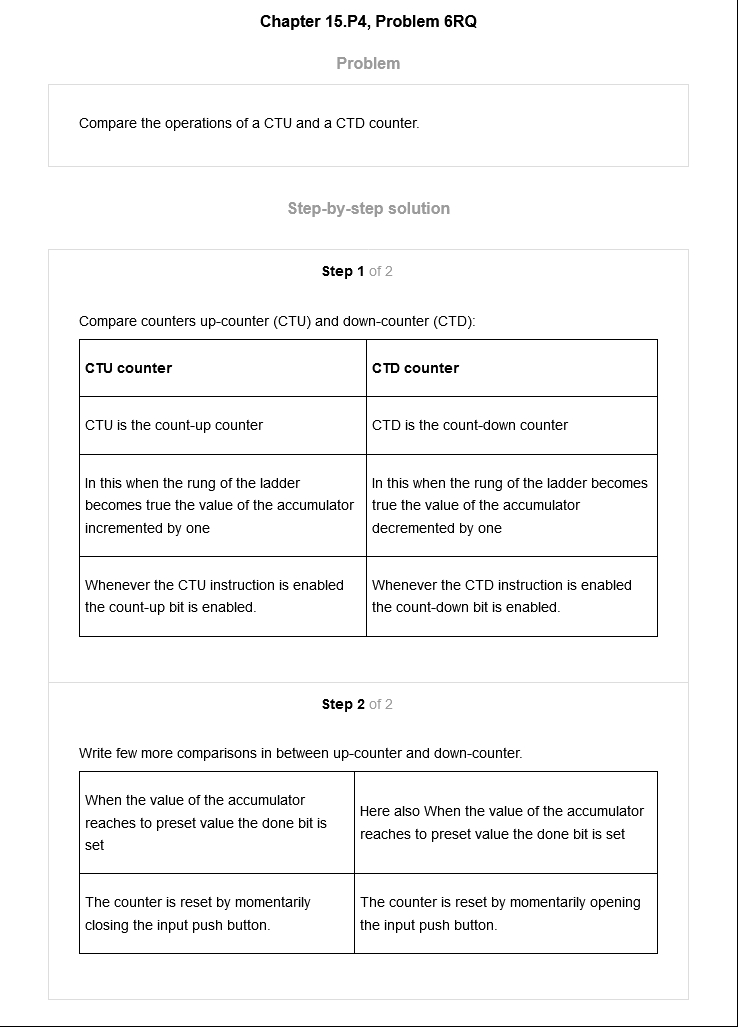 Chapter 15.P4, Problem 6RQ
Problem
Compare the operations of a CTU and a CTD counter.
Step-by-step solution
Step 1 of 2
Compare counters up-counter (CTU) and down-counter (CTD):
CTU counter
CTD counter
CTU is the count-up counter
CTD is the count-down counter
In this when the rung of the ladder
becomes true the value of the accumulator
incremented by one
In this when the rung of the ladder becomes
true the value of the accumulator
decremented by one
Whenever the CTU instruction is enabled
the count-up bit is enabled.
Whenever the CTD instruction is enabled
the count-down bit is enabled.
Step 2 of 2
Write few more comparisons in between up-counter and down-counter.
When the value of the accumulator
reaches to preset value the done bit is
set
Here also When the value of the accumulator
reaches to preset value the done bit is set
The counter is reset by momentarily
closing the input push button.
The counter is reset by momentarily opening
the input push button.